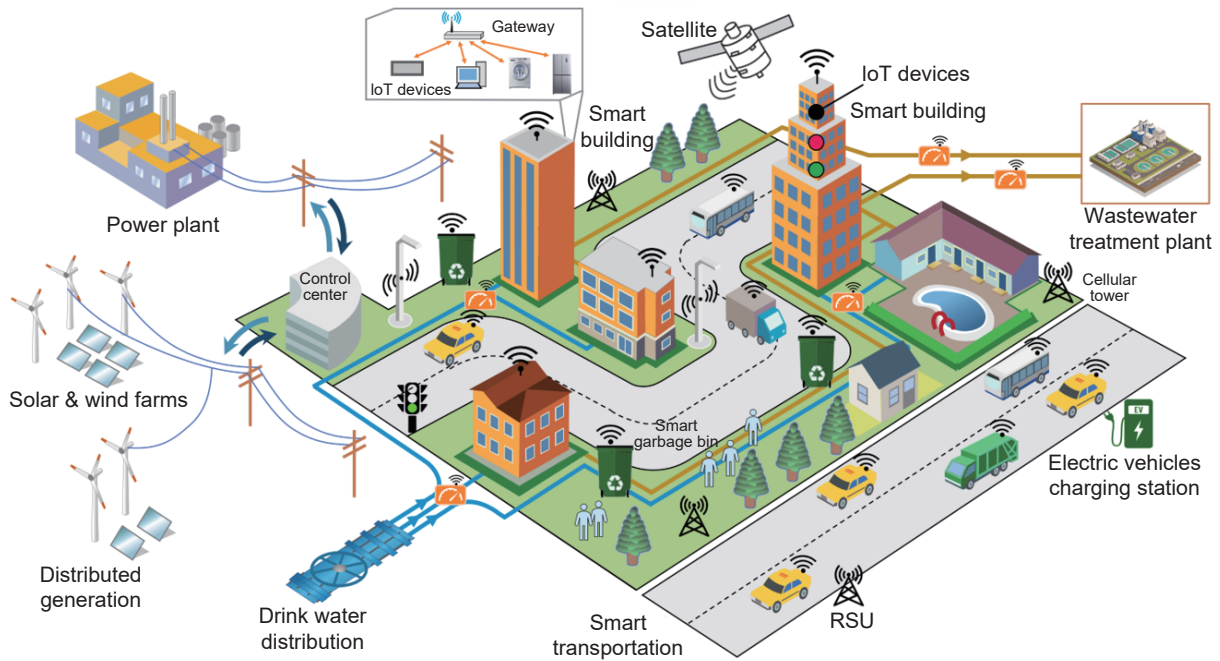 Gateway
IoT devices
Satellite
IoT devices
Smart building
Smart
building
Power plant
Wastewater
treatment plant
Control
center
Cellular
tower
Solar & wind farms
Smart
garbage bin
EV
Electric vehicles
charging station
Distributed
generation
Drink water
distribution
Smart
transportation
RSU